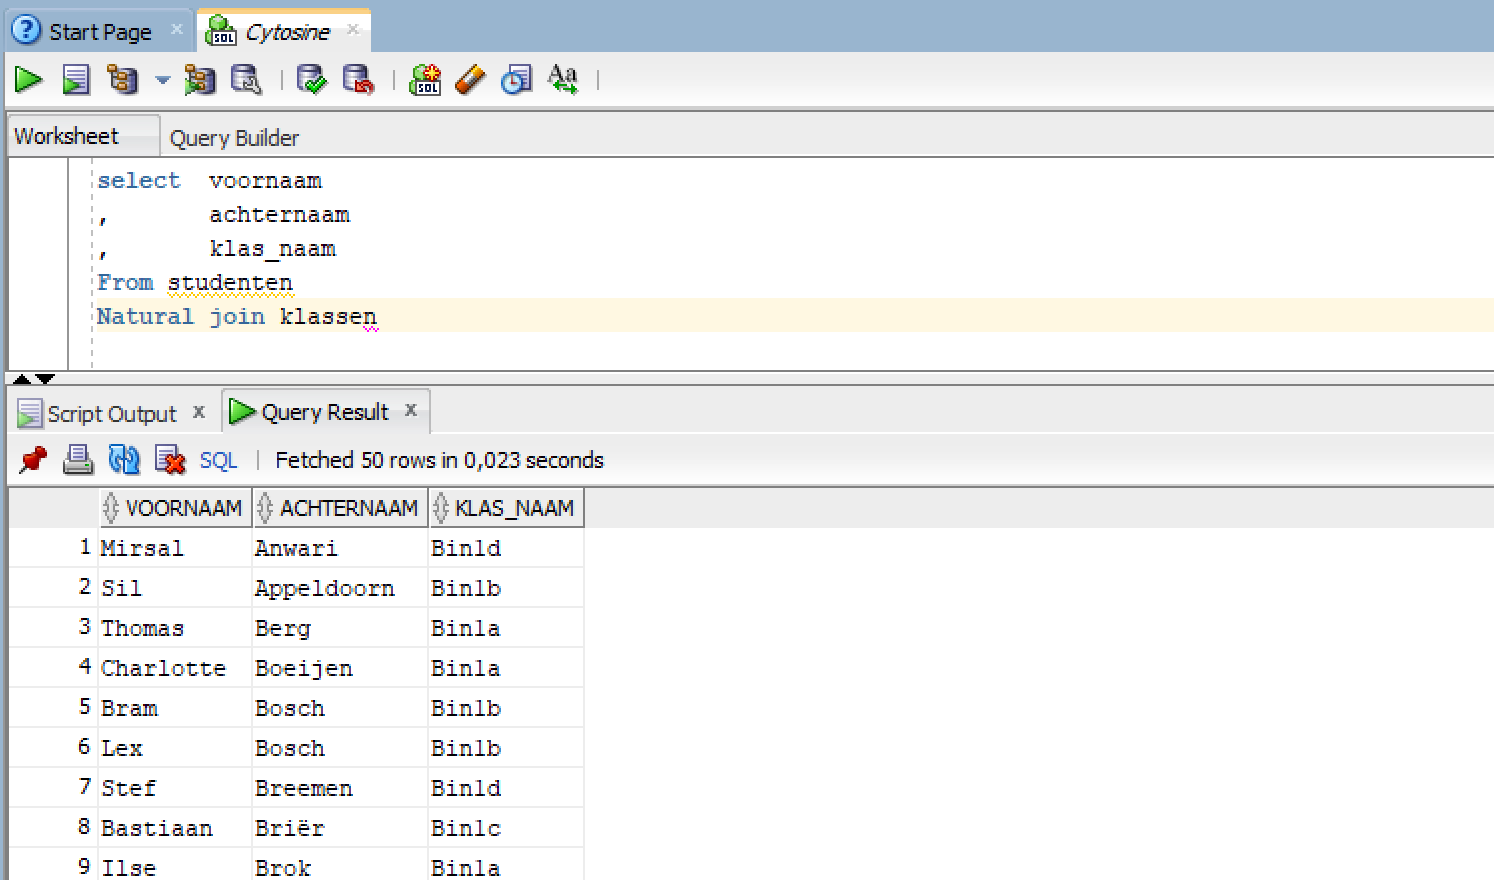 Start Page Cytosine
SQL SQL Aa
Worksheet Query Builder
select voornaam
, achternaam
, klas_naam
From studenten
Natural join klassen
Script Output x Query Result x
SQL | Fetched 50 rows in 0,023 seconds
VOORNAAM ACHTERNAAM KLAS_NAAM
1 Mirsal Anwari Bin1d
2 Sil Appeldoorn Bin1b
3 Thomas Berg Bin1a
4 Charlotte Boeijen Bin1a
5 Bram Bosch Bin1b
6 Lex Bosch Bin1b
7 Stef Breemen Bin1d
8 Bastiaan Briër Bin1c
9 Ilse Brok Bin1a